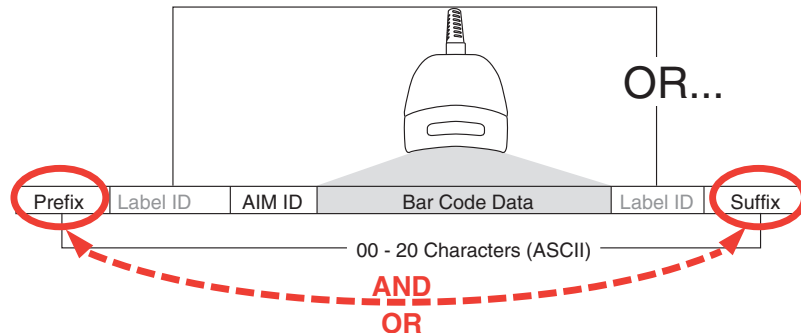 OR...
Prefix Label ID AIM ID Bar Code Data Label ID Suffix
00 - 20 Characters (ASCII)
AND
OR